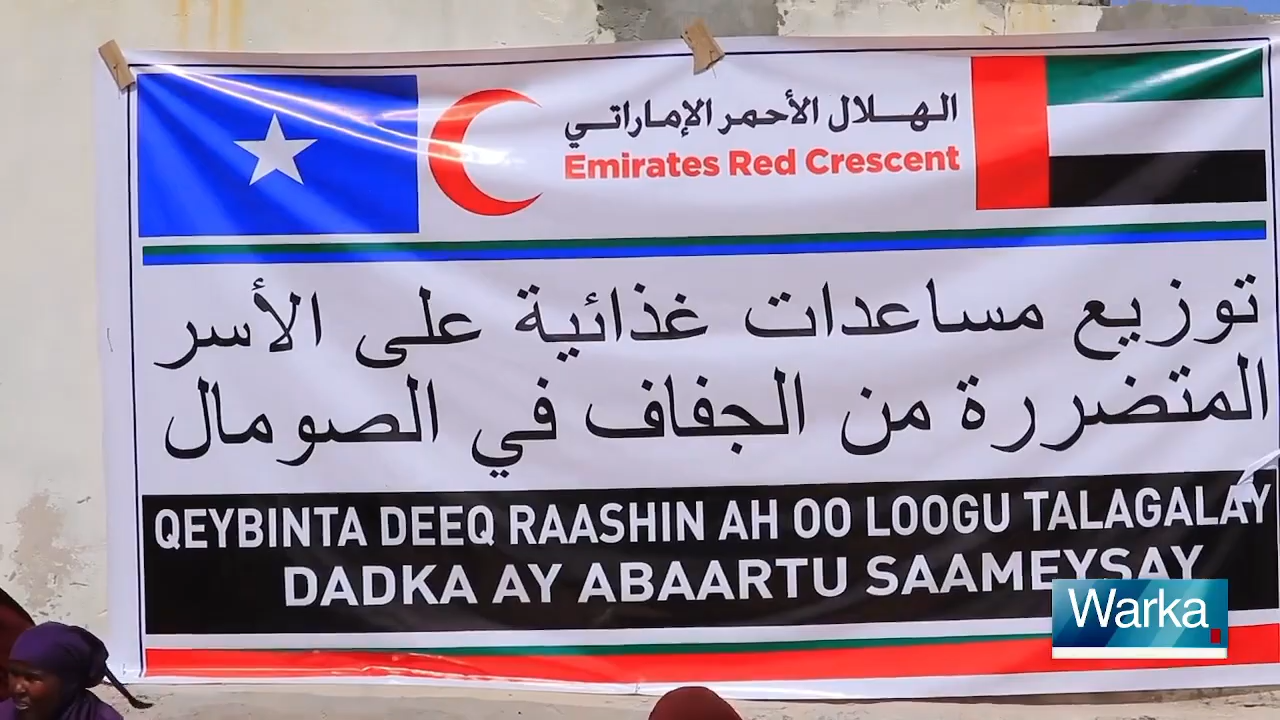 الهلال الأحمر الإماراتي
Emirates Red Crescent
توزيع مساعدات غذائية على الأسر
المتضررة من الجفاف في الصومال
QEYBINTA DEEQ RAASHIN AH OO LOOGU TALAGALAY
DADKA AY ABAARTU SAAMEYSAY
Warka.